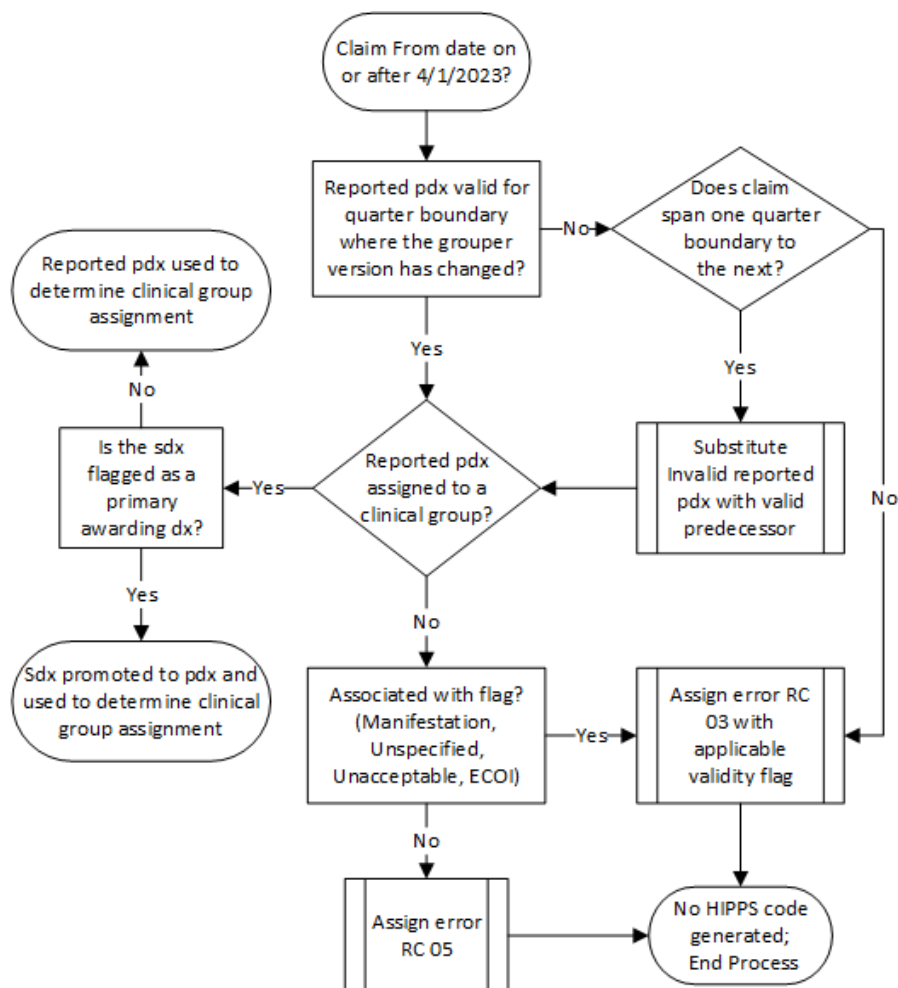 Claim From date on
or after 4/1/2023?
Reported pdx valid for
quarter boundary
where the grouper
version has changed?
No
Does claim
span one quarter
boundary to
the next?
Reported pdx used to
determine clinical group
assignment
Yes
Yes
No
No
Is the sdx
flagged as a
primary
awarding dx?
Yes
Reported pdx
assigned to a
clinical group?
Substitute
Invalid reported
pdx with valid
predecessor
Yes
No
Sdx promoted to pdx and
used to determine clinical
group assignment
Associated with flag?
(Manifestation,
Unspecified,
Unacceptable, ECOI)
Yes
Assign error RC
03 with
applicable
validity flag
No
Assign error
RC 05
No HIPPS code
generated;
End Process